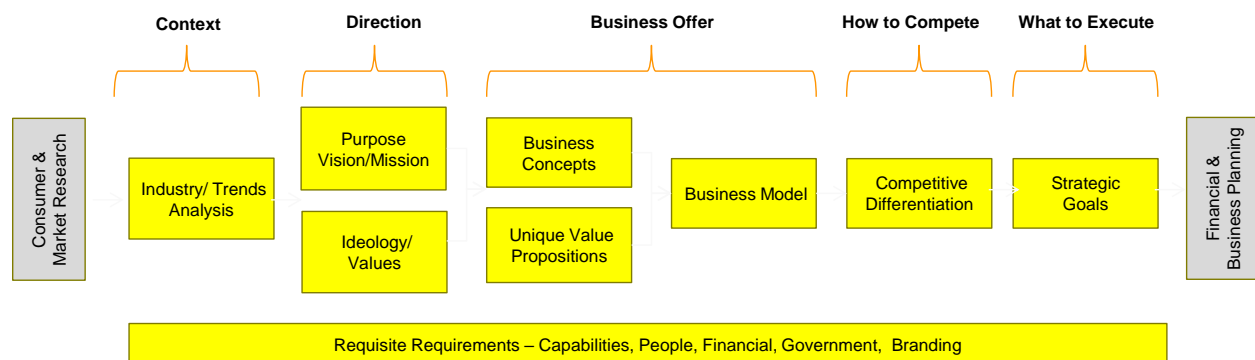 Context
Direction
Business Offer
How to Compete
What to Execute
Consumer &
Market Research
Industry/ Trends
Analysis
Purpose
Vision/Mission
Ideology/
Values
Business
Concepts
Unique Value
Propositions
Business Model
Competitive
Differentiation
Strategic
Goals
Financial &
Business Planning
Requisite Requirements – Capabilities, People, Financial, Government, Branding